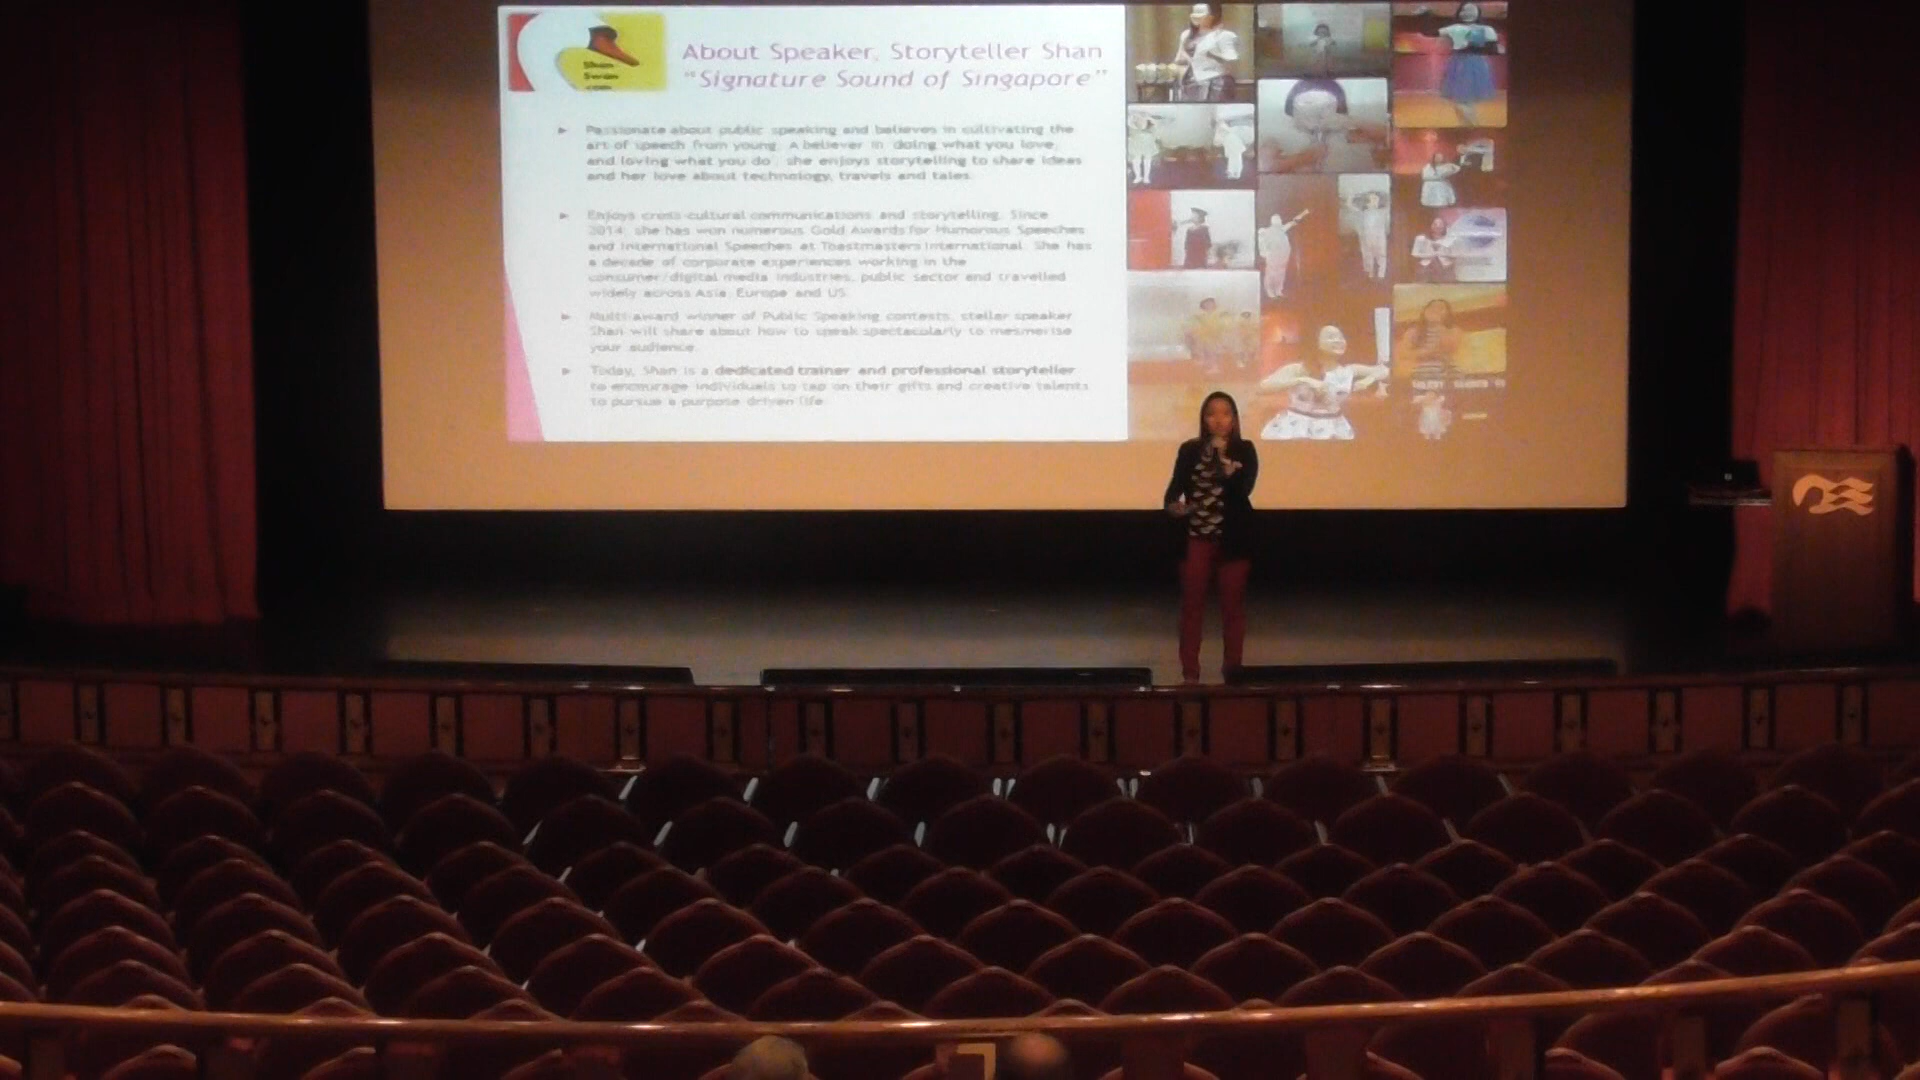 Shan
Swan
.com
About Speaker, Storyteller Shan
"Signature Sound of Singapore"
Passionate about public speaking and believes in cultivating the
art of speech from young. A believer in 'doing what you love,
and loving what you do', she enjoys storytelling to share ideas
and her love about technology, travels and tales.
Enjoys cross-cultural communications and storytelling. Since
2014, she has won numerous Gold Awards for Humorous Speeches
and International Speeches at Toastmasters International. She has
a decade of corporate experiences working in the
consumer/digital media industries, public sector and travelled
widely across Asia, Europe and US.
Multi-award winner of Public Speaking contests, stellar speaker
Shan will share about how to speak spectacularly to mesmerise
your audience.
Today, Shan is a dedicated trainer and professional storyteller
to encourage individuals to tap on their gifts and creative talents
to pursue a purpose driven life.